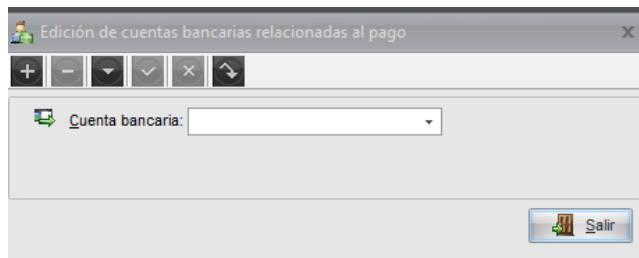 Edición de cuentas bancarias relacionadas al pago
Cuenta bancaria:
Salir